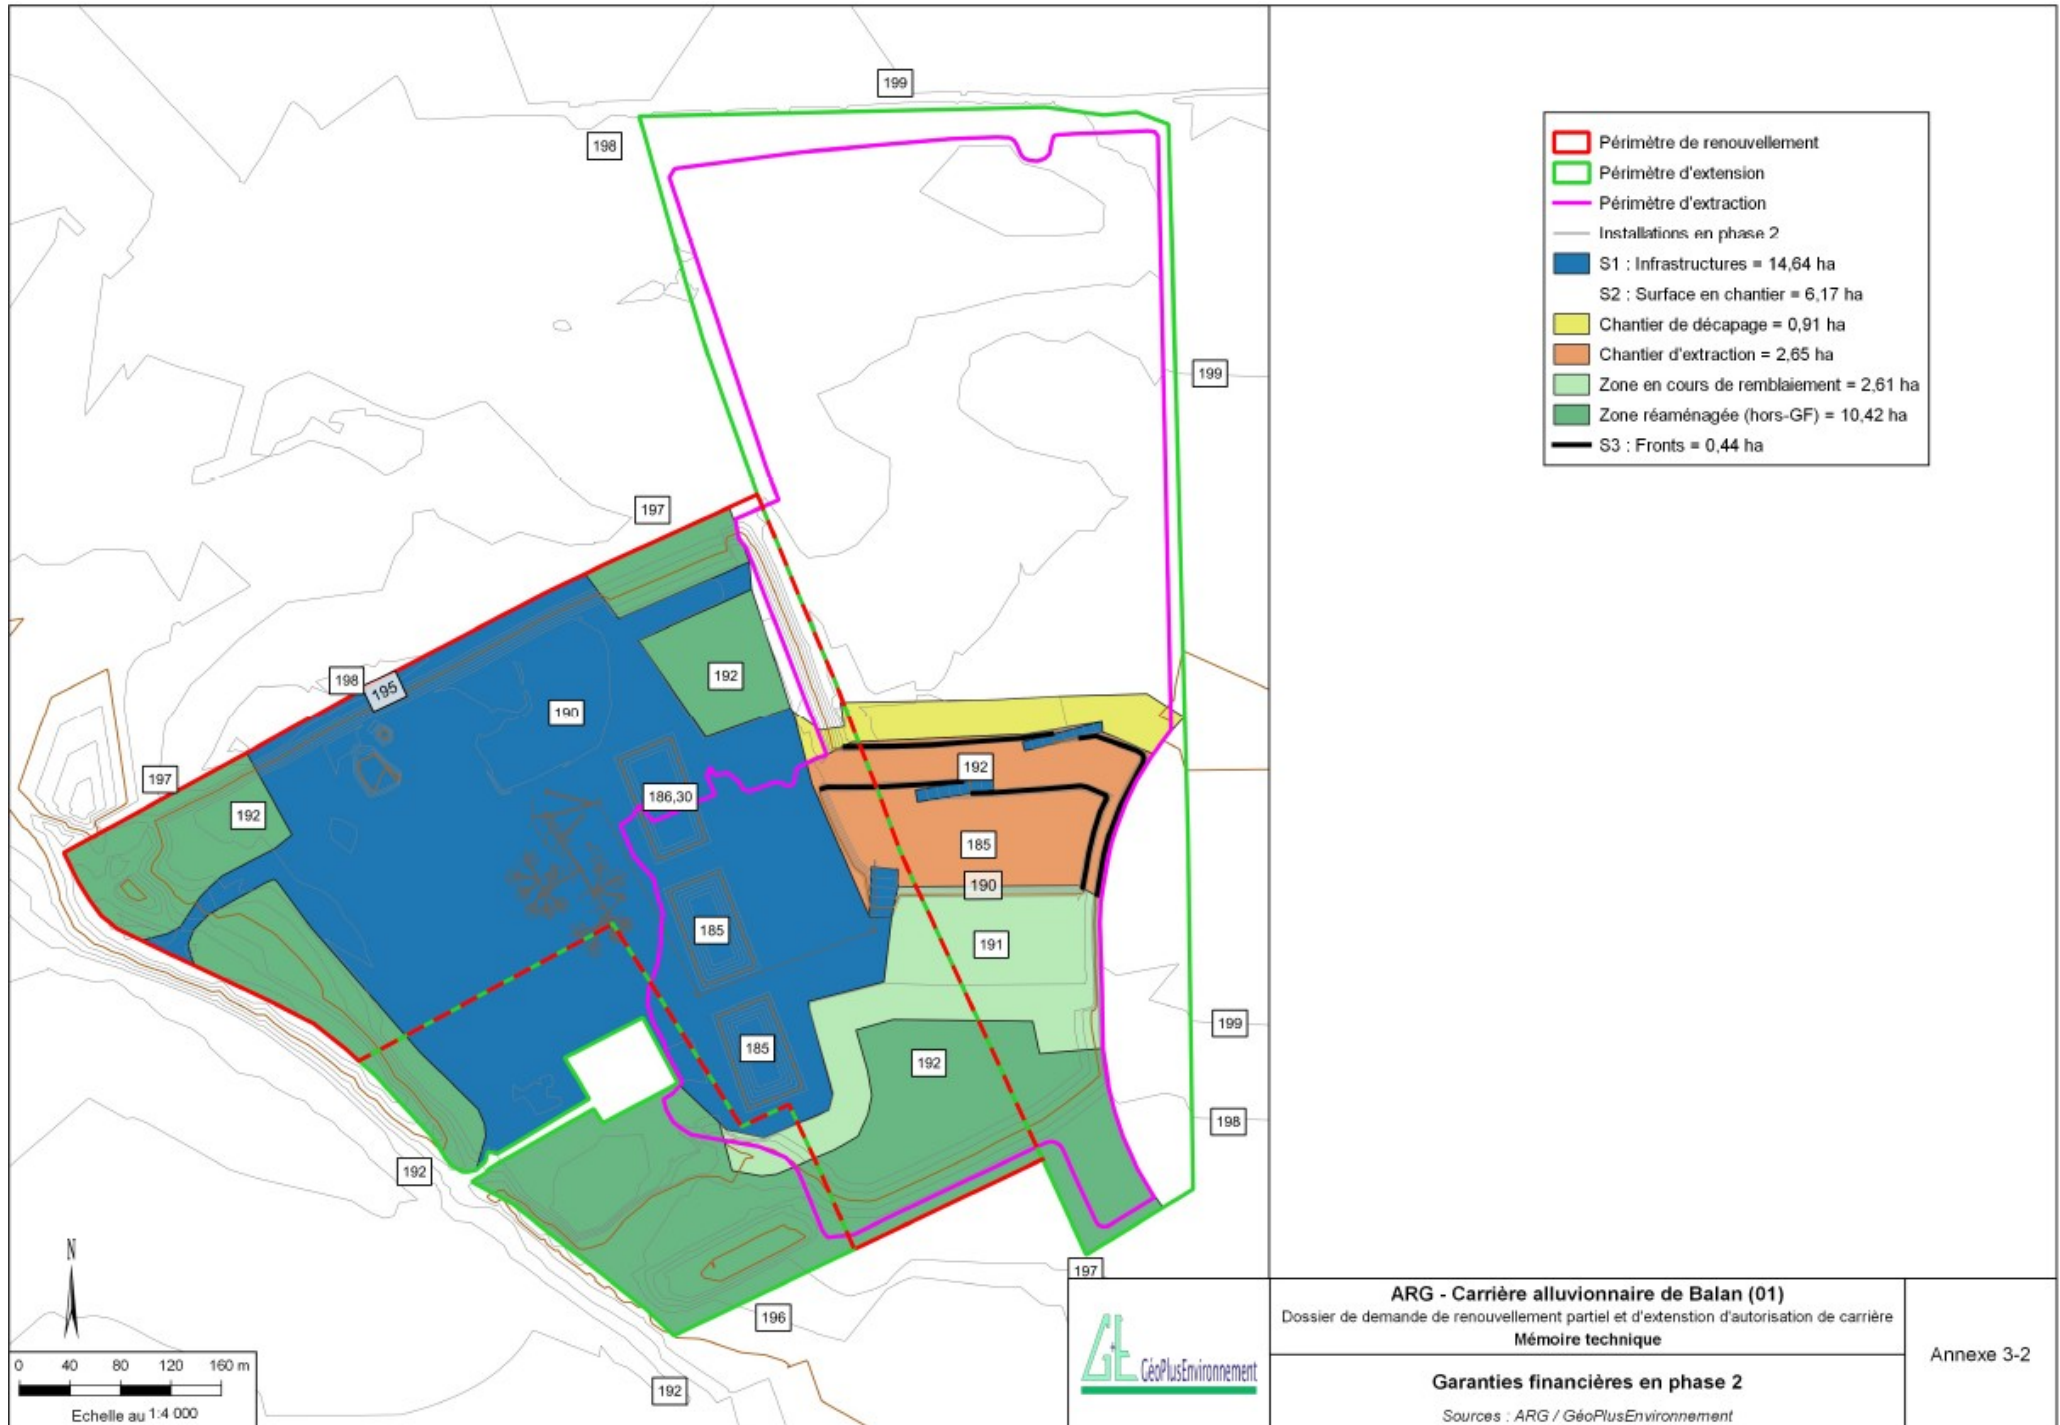 199
198
Périmètre de renouvellement
Périmètre d'extension
Périmètre d'extraction
Installations en phase 2
S1 : Infrastructures = 14,64 ha
S2 : Surface en chantier = 6,17 ha
Chantier de décapage = 0,91 ha
Chantier d'extraction = 2,65 ha
Zone en cours de remblaiement = 2,61 ha
Zone réaménagée (hors-GF) = 10,42 ha
S3 : Fronts = 0,44 ha
199
197
192
198
195
190
192
197
186,30
192
185
190
185
191
199
185
192
198
192
197
196
192
N
0 40 80 120 160 m
Echelle au 1:4 000
GéoPlusEnvironnement
ARG - Carrière alluvionnaire de Balan (01)
Dossier de demande de renouvellement partiel et d'extenstion d'autorisation de carrière
Mémoire technique
Garanties financières en phase 2
Sources : ARG / GéoPlusEnvironnement
Annexe 3-2